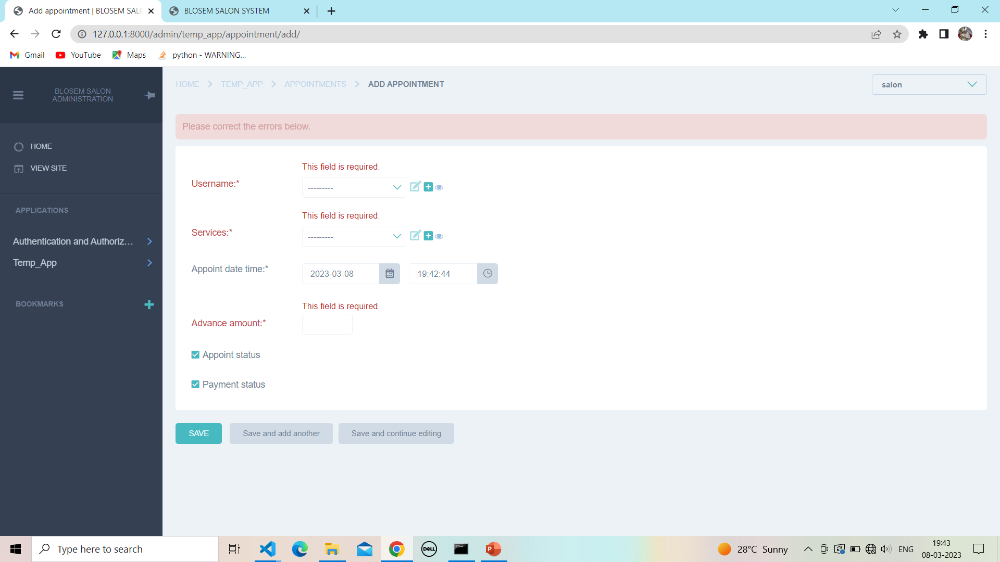 Add appointment | BLOSEM SALO
BLOSEM SALON SYSTEM
127.0.0.1:8000/admin/temp_app/appointment/add/
Gmail
YouTube
Maps
python - WARNING...
BLOSEM SALON
ADMINISTRATION
HOME
TEMP_APP
APPOINTMENTS
ADD APPOINTMENT
salon
Please correct the errors below.
HOME
VIEW SITE
APPLICATIONS
Authentication and Authoriz...
Temp_App
BOOKMARKS
This field is required.
Username:*
---------
This field is required.
Services:*
---------
Appoint date time:*
2023-03-08
19:42:44
This field is required.
Advance amount:*
Appoint status
Payment status
SAVE
Save and add another
Save and continue editing
Type here to search
DELL
28°C Sunny
ENG
19:43
08-03-2023